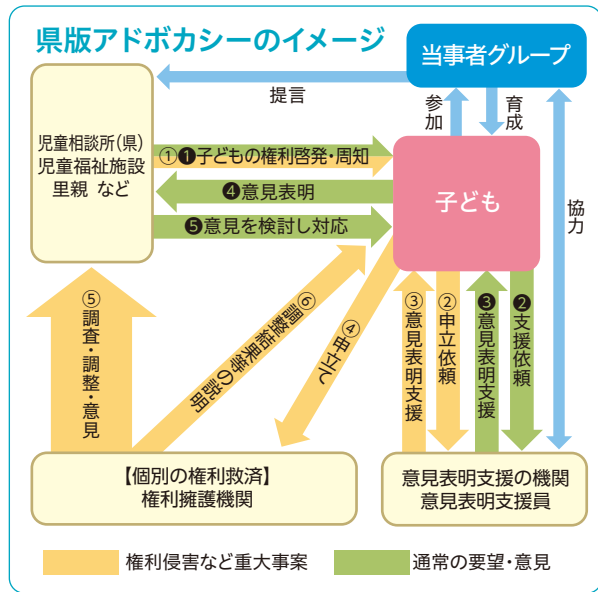 県版アドボカシーのイメージ
当事者グループ
提言
参加
育成
児童相談所(県)
児童福祉施設
里親 など
①❶子どもの権利啓発・周知
❹意見表明
❺意見を検討し対応
子ども
協力
⑤調査・調整・意見
⑥調整結果等の説明
④申立て
③意見表明支援
②申立依頼
❸意見表明支援
❷支援依頼
【個別の権利救済】
権利擁護機関
意見表明支援の機関
意見表明支援員
権利侵害など重大事案
通常の要望・意見